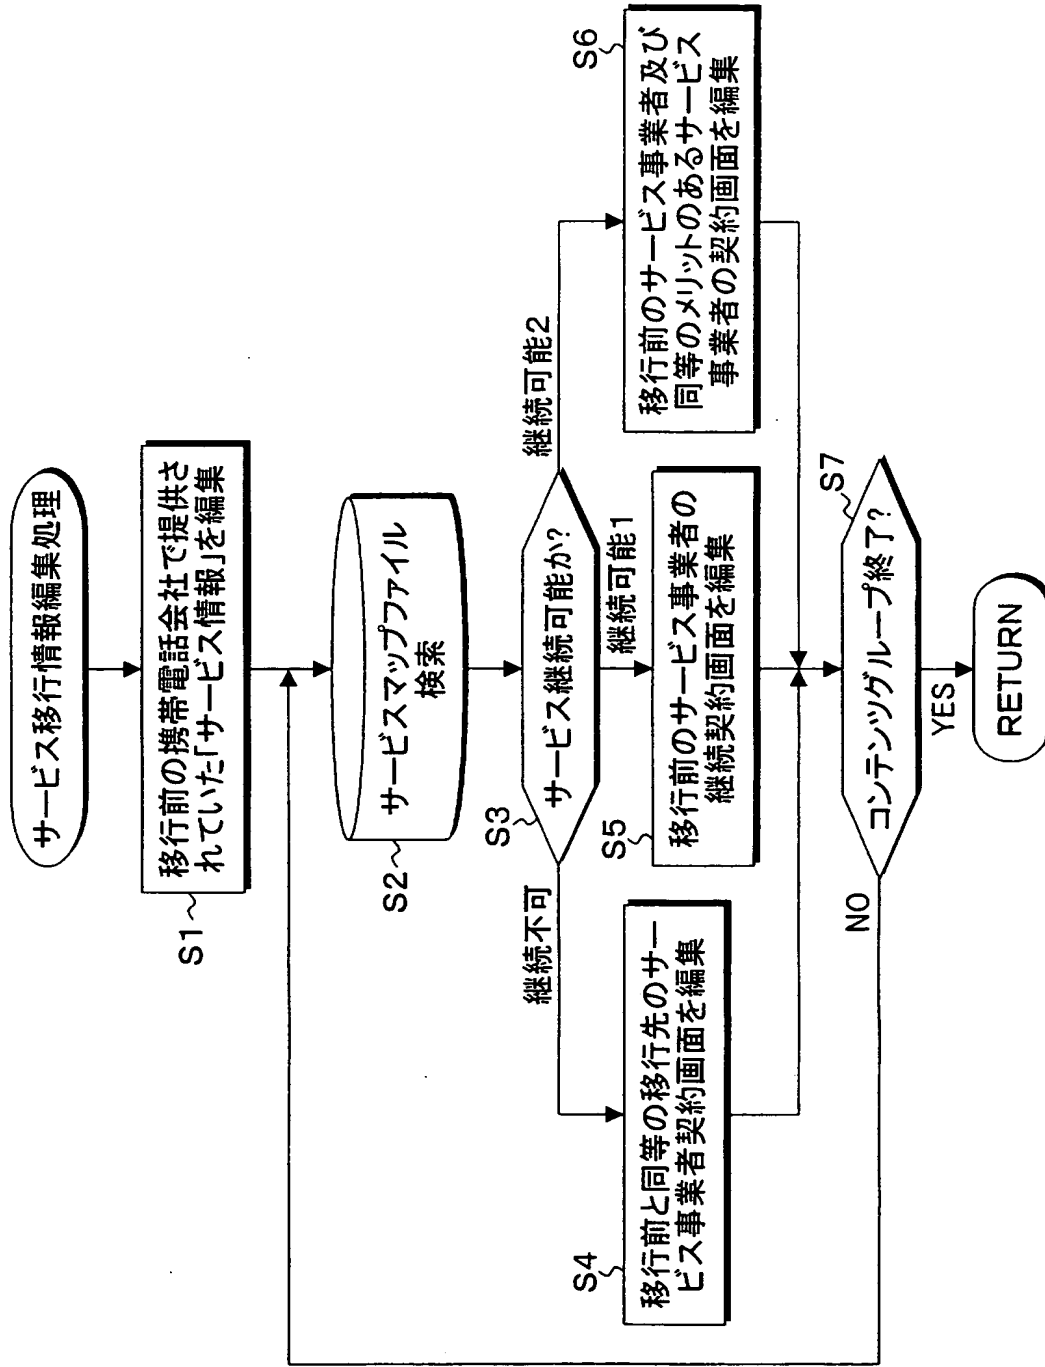 サービス移行情報編集処理
S1
移行前の携帯電話会社で提供さ
れていた「サービス情報」を編集
S2
サービスマップファイル
検索
S3
サービス継続可能か?
継続不可
継続可能1
継続可能2
S4
移行前と同等の移行先のサー
ビス事業者契約画面を編集
S5
移行前のサービス事業者の
継続契約画面を編集
S6
移行前のサービス事業者及び
同等のメリットのあるサービス
事業者の契約画面を編集
S7
コンテンツグループ終了?
NO
YES
RETURN